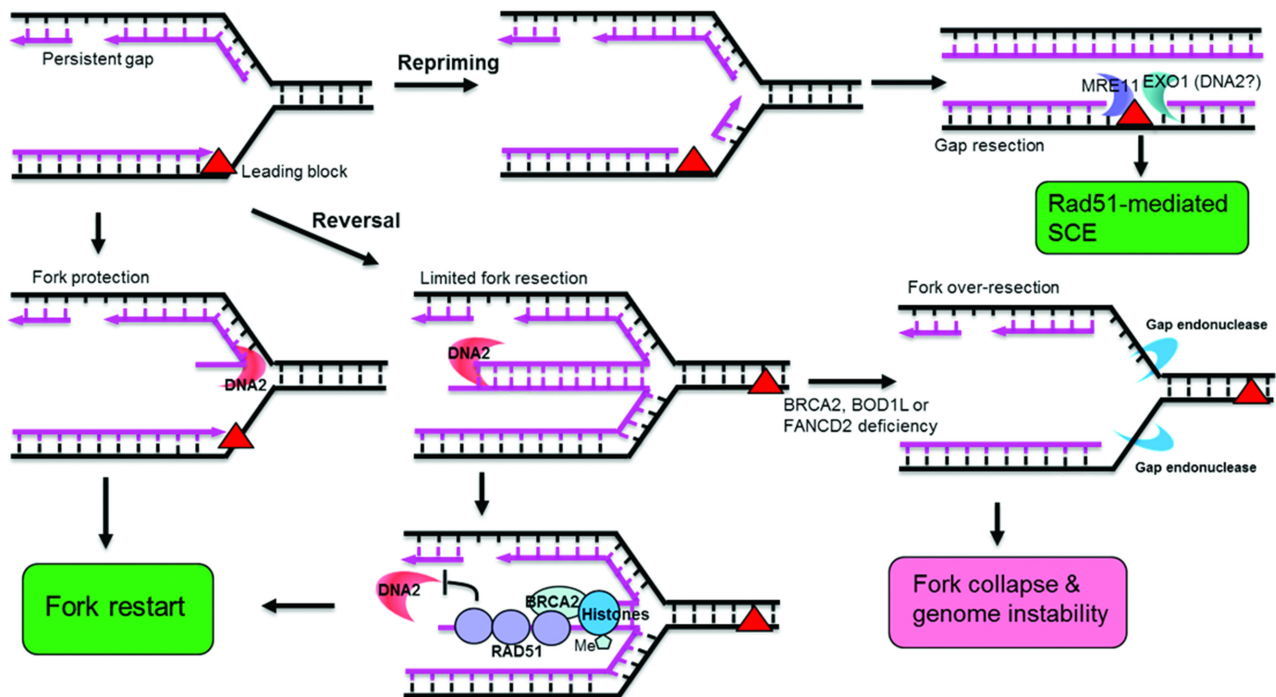 Persistent gap
Repriming
MRE11
EXO1 (DNA2?)
Leading block
Gap resection
Rad51-mediated
SCE
Reversal
Fork protection
Limited fork resection
Fork over-resection
Gap endonuclease
DNA2
DNA2
BRCA2, BOD1L or
FANCD2 deficiency
Gap endonuclease
Fork restart
DNA2
BRCA2
Histones
RAD51
Me
Fork collapse &
genome instability